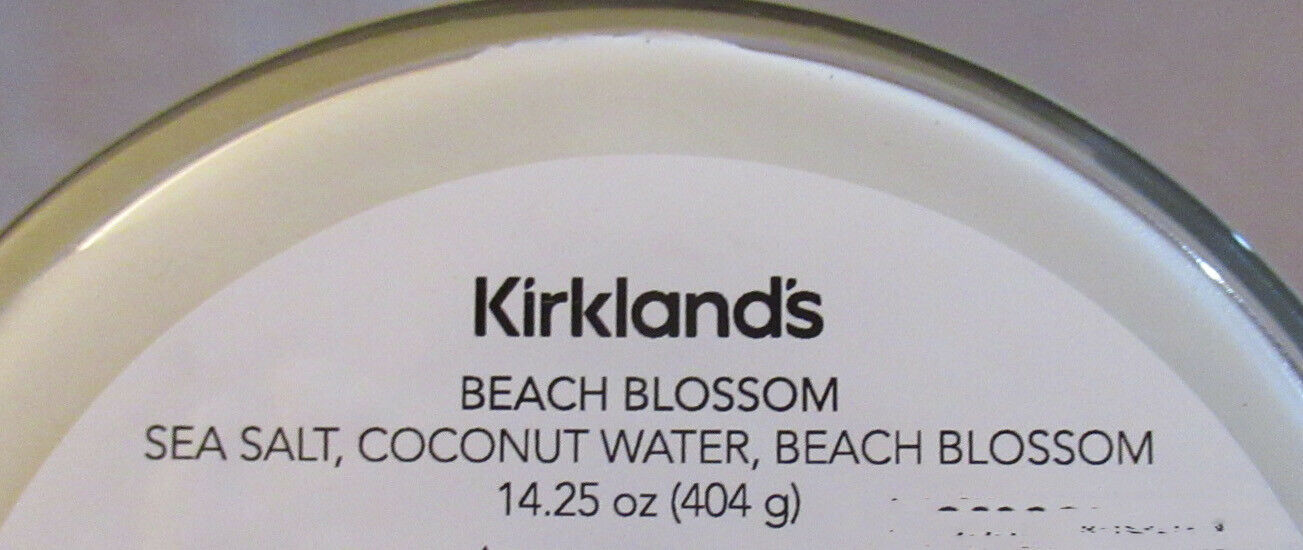 Kirkland's
BEACH BLOSSOM
SEA SALT, COCONUT WATER, BEACH BLOSSOM
14.25 oz (404 g)